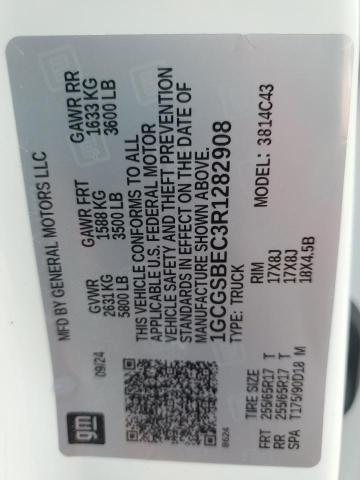 gm
MFD BY GENERAL MOTORS LLC
09/24
GVWR
2631 KG
5800 LB
GAWR FRT
1588 KG
3500 LB
GAWR RR
1633 KG
3600 LB
THIS VEHICLE CONFORMS TO ALL
APPLICABLE U.S. FEDERAL MOTOR
VEHICLE SAFETY AND THEFT PREVENTION
STANDARDS IN EFFECT ON THE DATE OF
MANUFACTURE SHOWN ABOVE.
1GCGSBEC3R1282908
TYPE: TRUCK
MODEL: 3814C43
8624
TIRE SIZE RIM
FRT 255/65R17 T 17X8J
RR 255/65R17 T 17X8J
SPA T175/90D18 M 18X4.5B